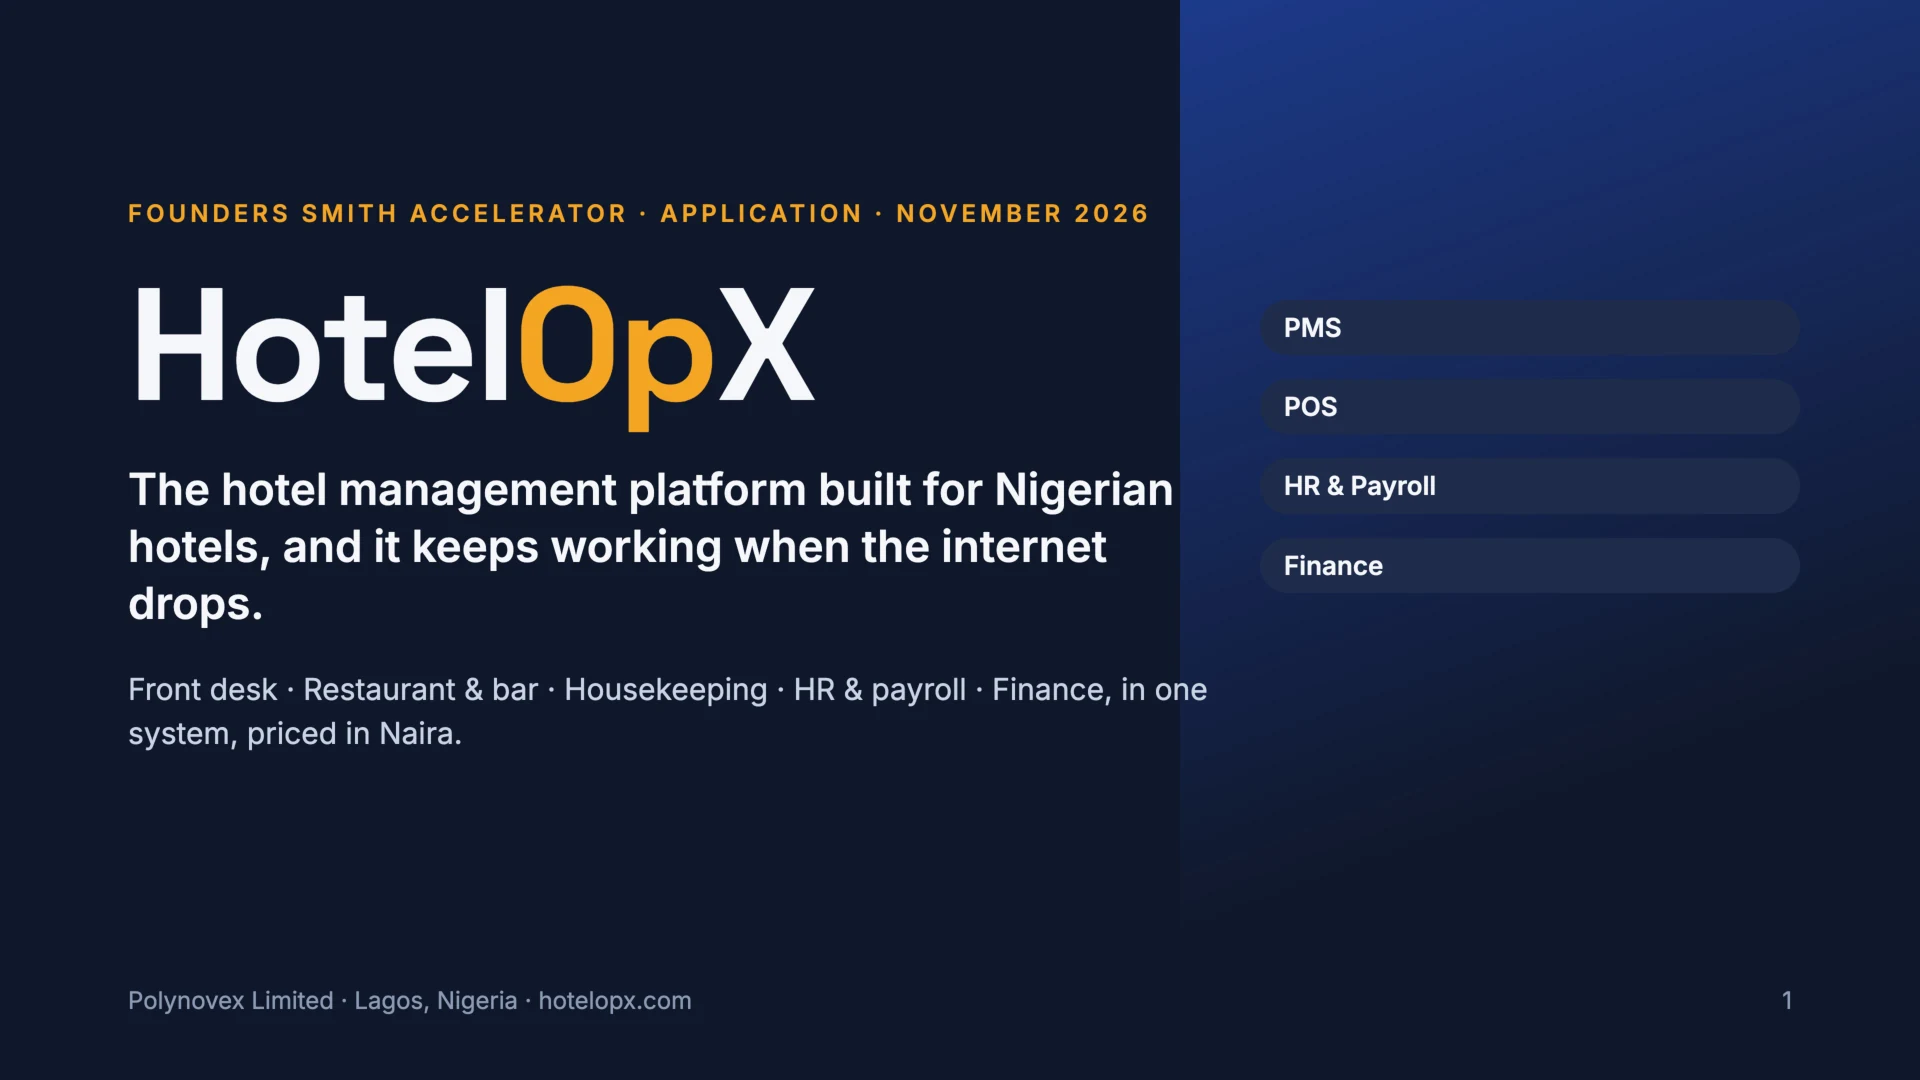 FOUNDERS SMITH ACCELERATOR · APPLICATION · NOVEMBER 2026
HotelOpX
The hotel management platform built for Nigerian
hotels, and it keeps working when the internet
drops.
Front desk · Restaurant & bar · Housekeeping · HR & payroll · Finance, in one
system, priced in Naira.
PMS
POS
HR & Payroll
Finance
Polynovex Limited · Lagos, Nigeria · hotelopx.com
1